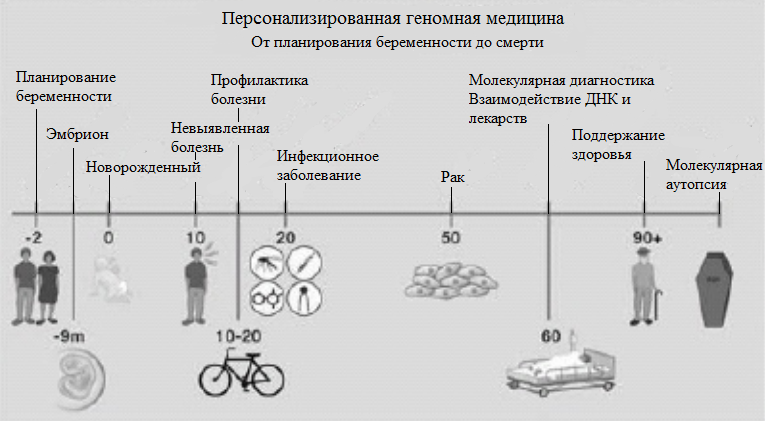 Персонализированная геномная медицина
От планирования беременности до смерти
Планирование
беременности
Эмбрион
Новорожденный
Невыявленная
болезнь
Профилактика
болезни
Инфекционное
заболевание
Рак
Молекулярная диагностика
Взаимодействие ДНК и
лекарств
Поддержание
здоровья
Молекулярная
аутопсия
-2
0
10
20
50
90+
-9m
10-20
60